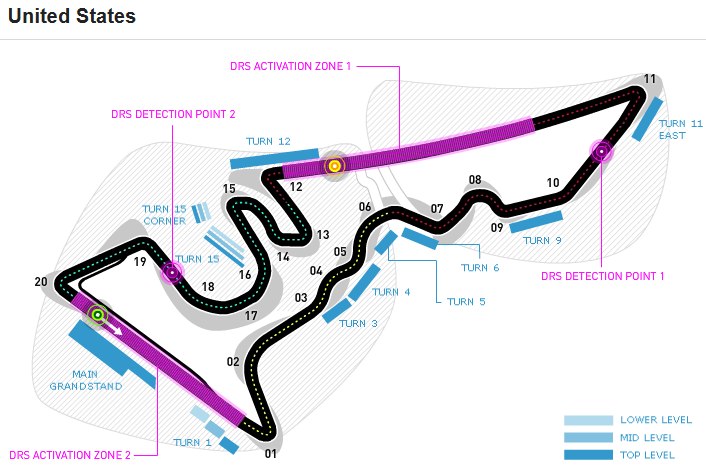 United States
DRS ACTIVATION ZONE 1
11
DRS DETECTION POINT 2
TURN 11
EAST
TURN 12
12
15
10
08
TURN 15
CORNER
06
07
09
13
TURN 9
14
05
TURN 15
19
16
04
TURN 6
DRS DETECTION POINT 1
20
18
TURN 4
03
TURN 5
17
TURN 3
02
MAIN
GRANDSTAND
LOWER LEVEL
TURN 1
MID LEVEL
DRS ACTIVATION ZONE 2
01
TOP LEVEL